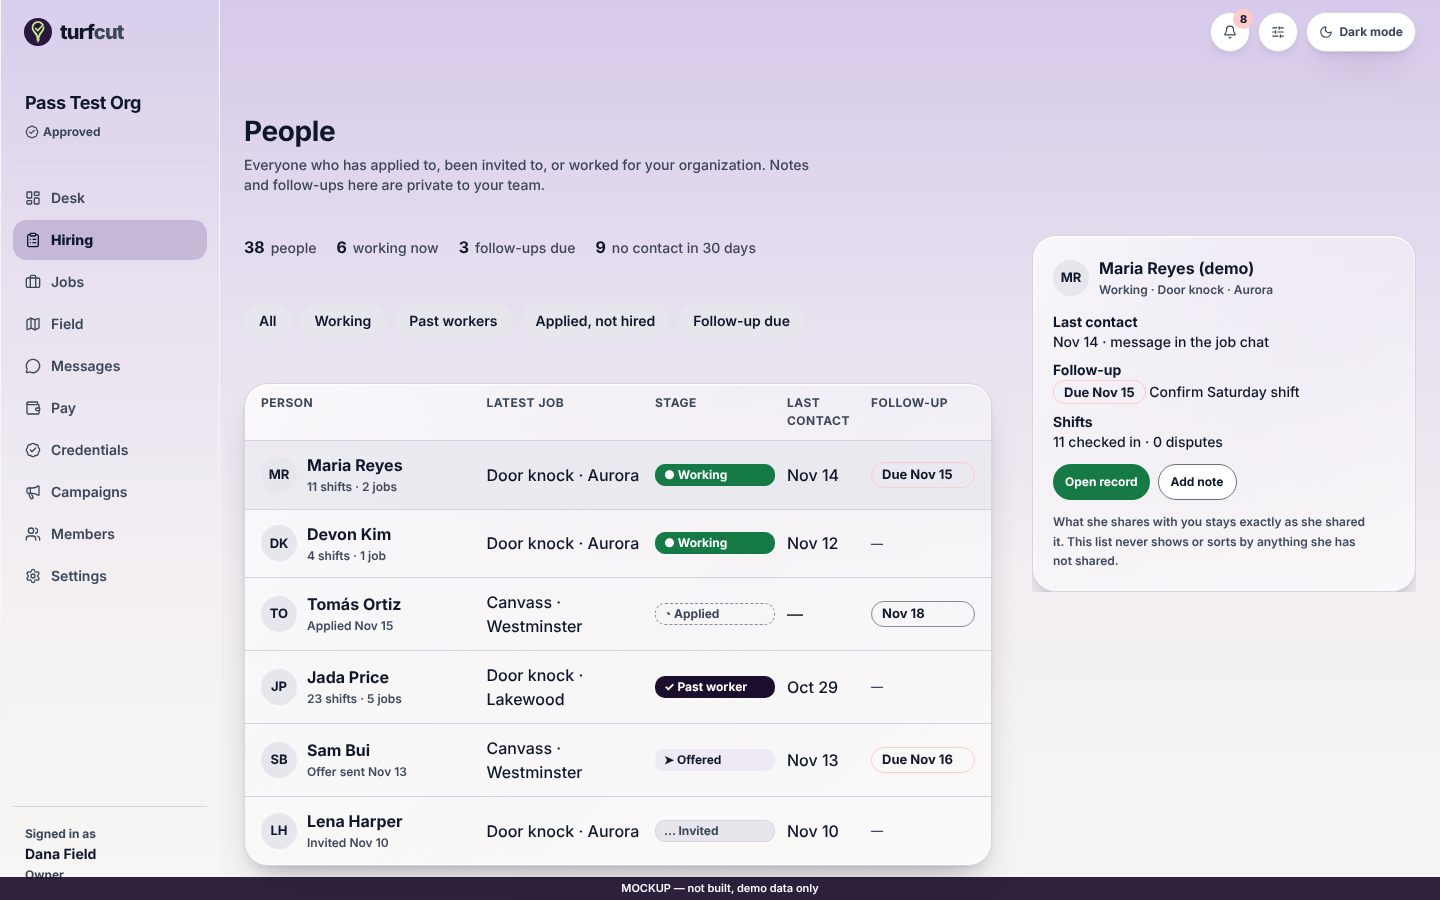 turfcut
8
Dark mode
Pass Test Org
Approved
Desk
Hiring
Jobs
Field
Messages
Pay
Credentials
Campaigns
Members
Settings
Signed in as
Dana Field
Owner
People
Everyone who has applied to, been invited to, or worked for your organization. Notes
and follow-ups here are private to your team.
38 people 6 working now 3 follow-ups due 9 no contact in 30 days
All Working Past workers Applied, not hired Follow-up due
PERSON LATEST JOB STAGE LAST CONTACT FOLLOW-UP
MR Maria Reyes Door knock · Aurora Working Nov 14 Due Nov 15
11 shifts · 2 jobs
DK Devon Kim Door knock · Aurora Working Nov 12 —
4 shifts · 1 job
TO Tomás Ortiz Canvass · Westminster Applied — Nov 18
Applied Nov 15
JP Jada Price Door knock · Lakewood ✓ Past worker Oct 29 —
23 shifts · 5 jobs
SB Sam Bui Canvass · Westminster ➤ Offered Nov 13 Due Nov 16
Offer sent Nov 13
LH Lena Harper Door knock · Aurora … Invited Nov 10 —
Invited Nov 10
MR Maria Reyes (demo)
Working · Door knock · Aurora
Last contact
Nov 14 · message in the job chat
Follow-up
Due Nov 15 Confirm Saturday shift
Shifts
11 checked in · 0 disputes
Open record Add note
What she shares with you stays exactly as she shared
it. This list never shows or sorts by anything she has
not shared.
MOCKUP — not built, demo data only